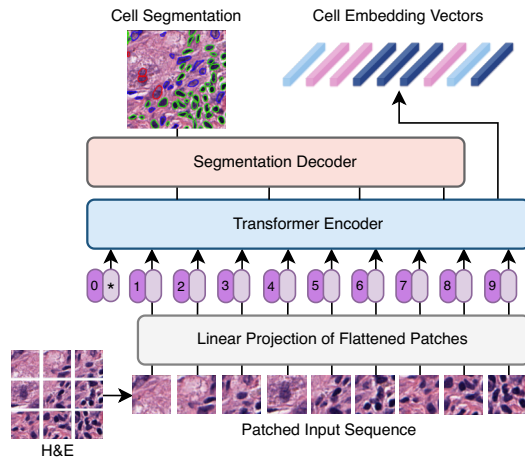 Cell Segmentation
Cell Embedding Vectors
Segmentation Decoder
Transformer Encoder
0 * 1 2 3 4 5 6 7 8 9
Linear Projection of Flattened Patches
H&E
Patched Input Sequence